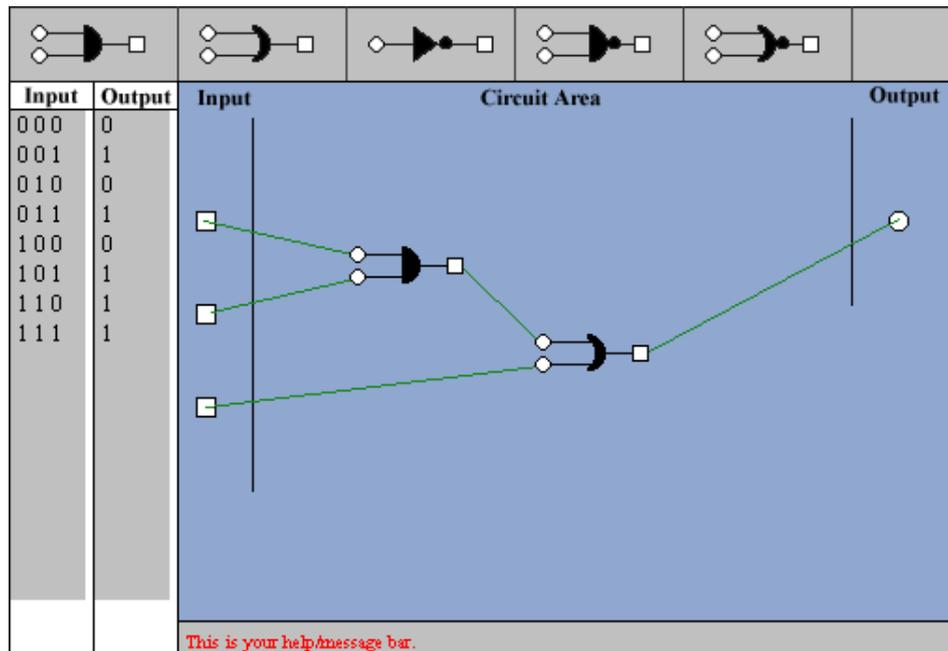 Input Output Input Circuit Area Output
0 0 0 0
0 0 1 1
0 1 0 0
0 1 1 1
1 0 0 0
1 0 1 1
1 1 0 1
1 1 1 1
This is your help/message bar.